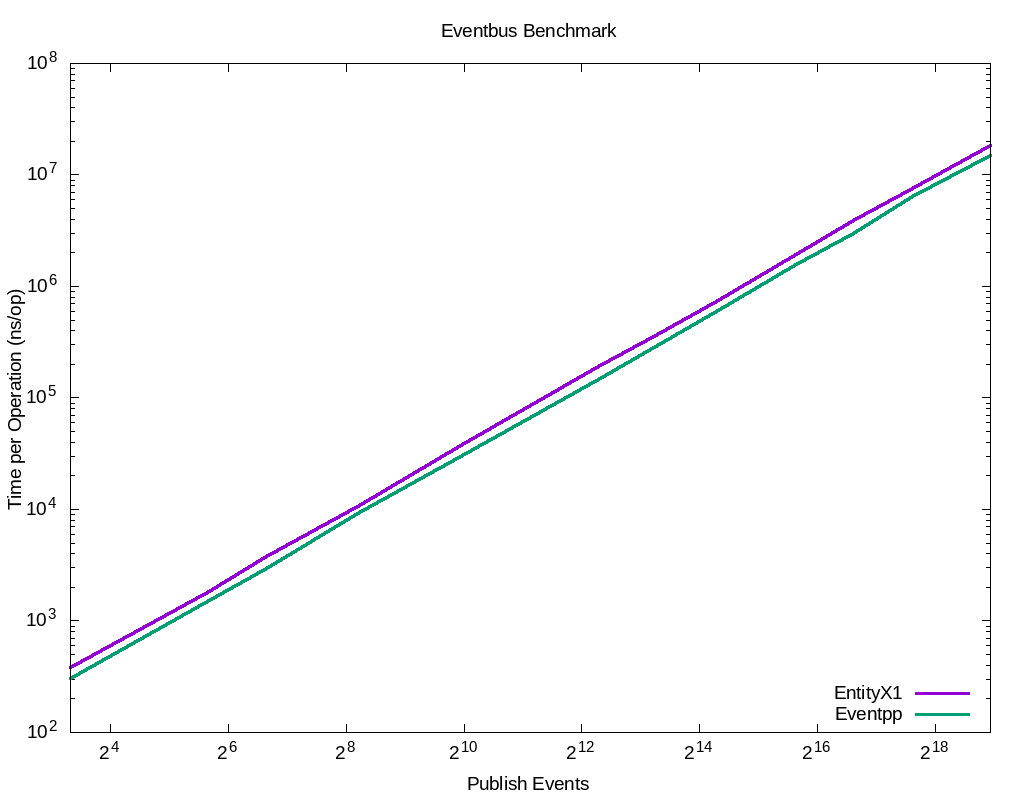 Eventbus Benchmark
Time per Operation (ns/op)
10^8
10^7
10^6
10^5
10^4
10^3
10^2
EntityX1
Eventpp
2^4 2^6 2^8 2^10 2^12 2^14 2^16 2^18
Publish Events